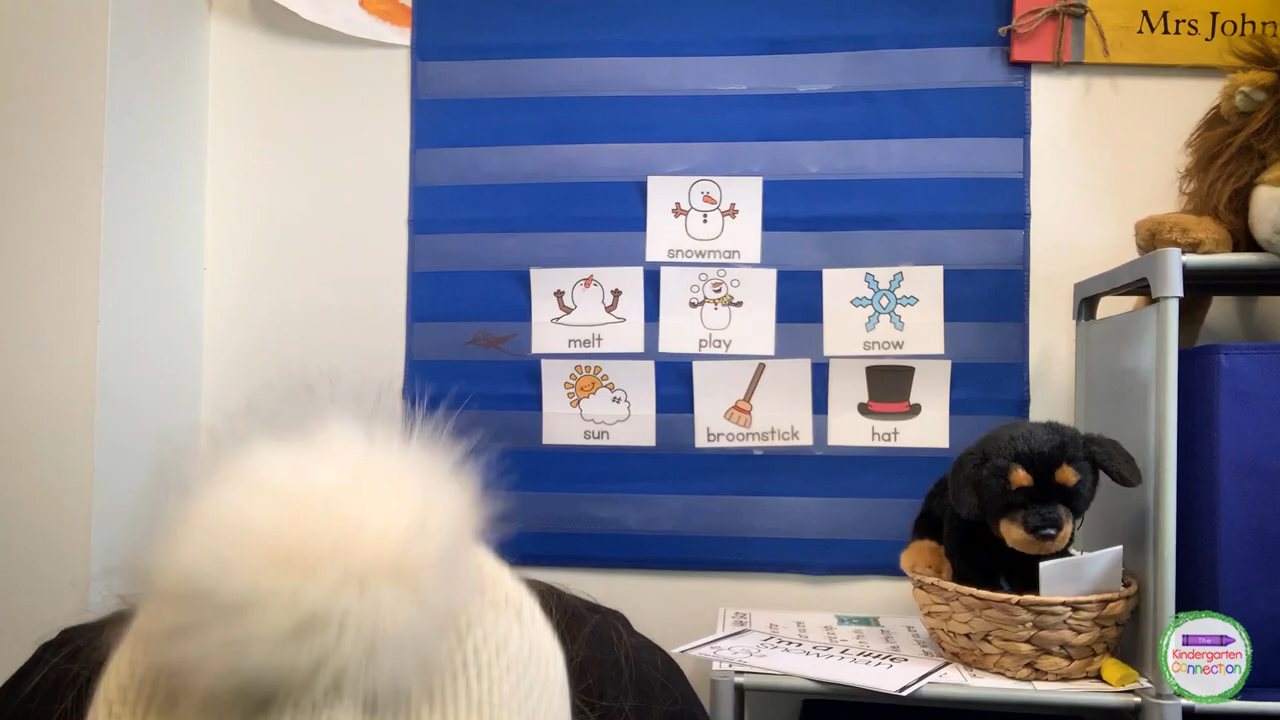 Mrs. John
snowman
melt
play
snow
sun
broomstick
hat
I'm a Little
snowman
The
Kindergarten
Connection